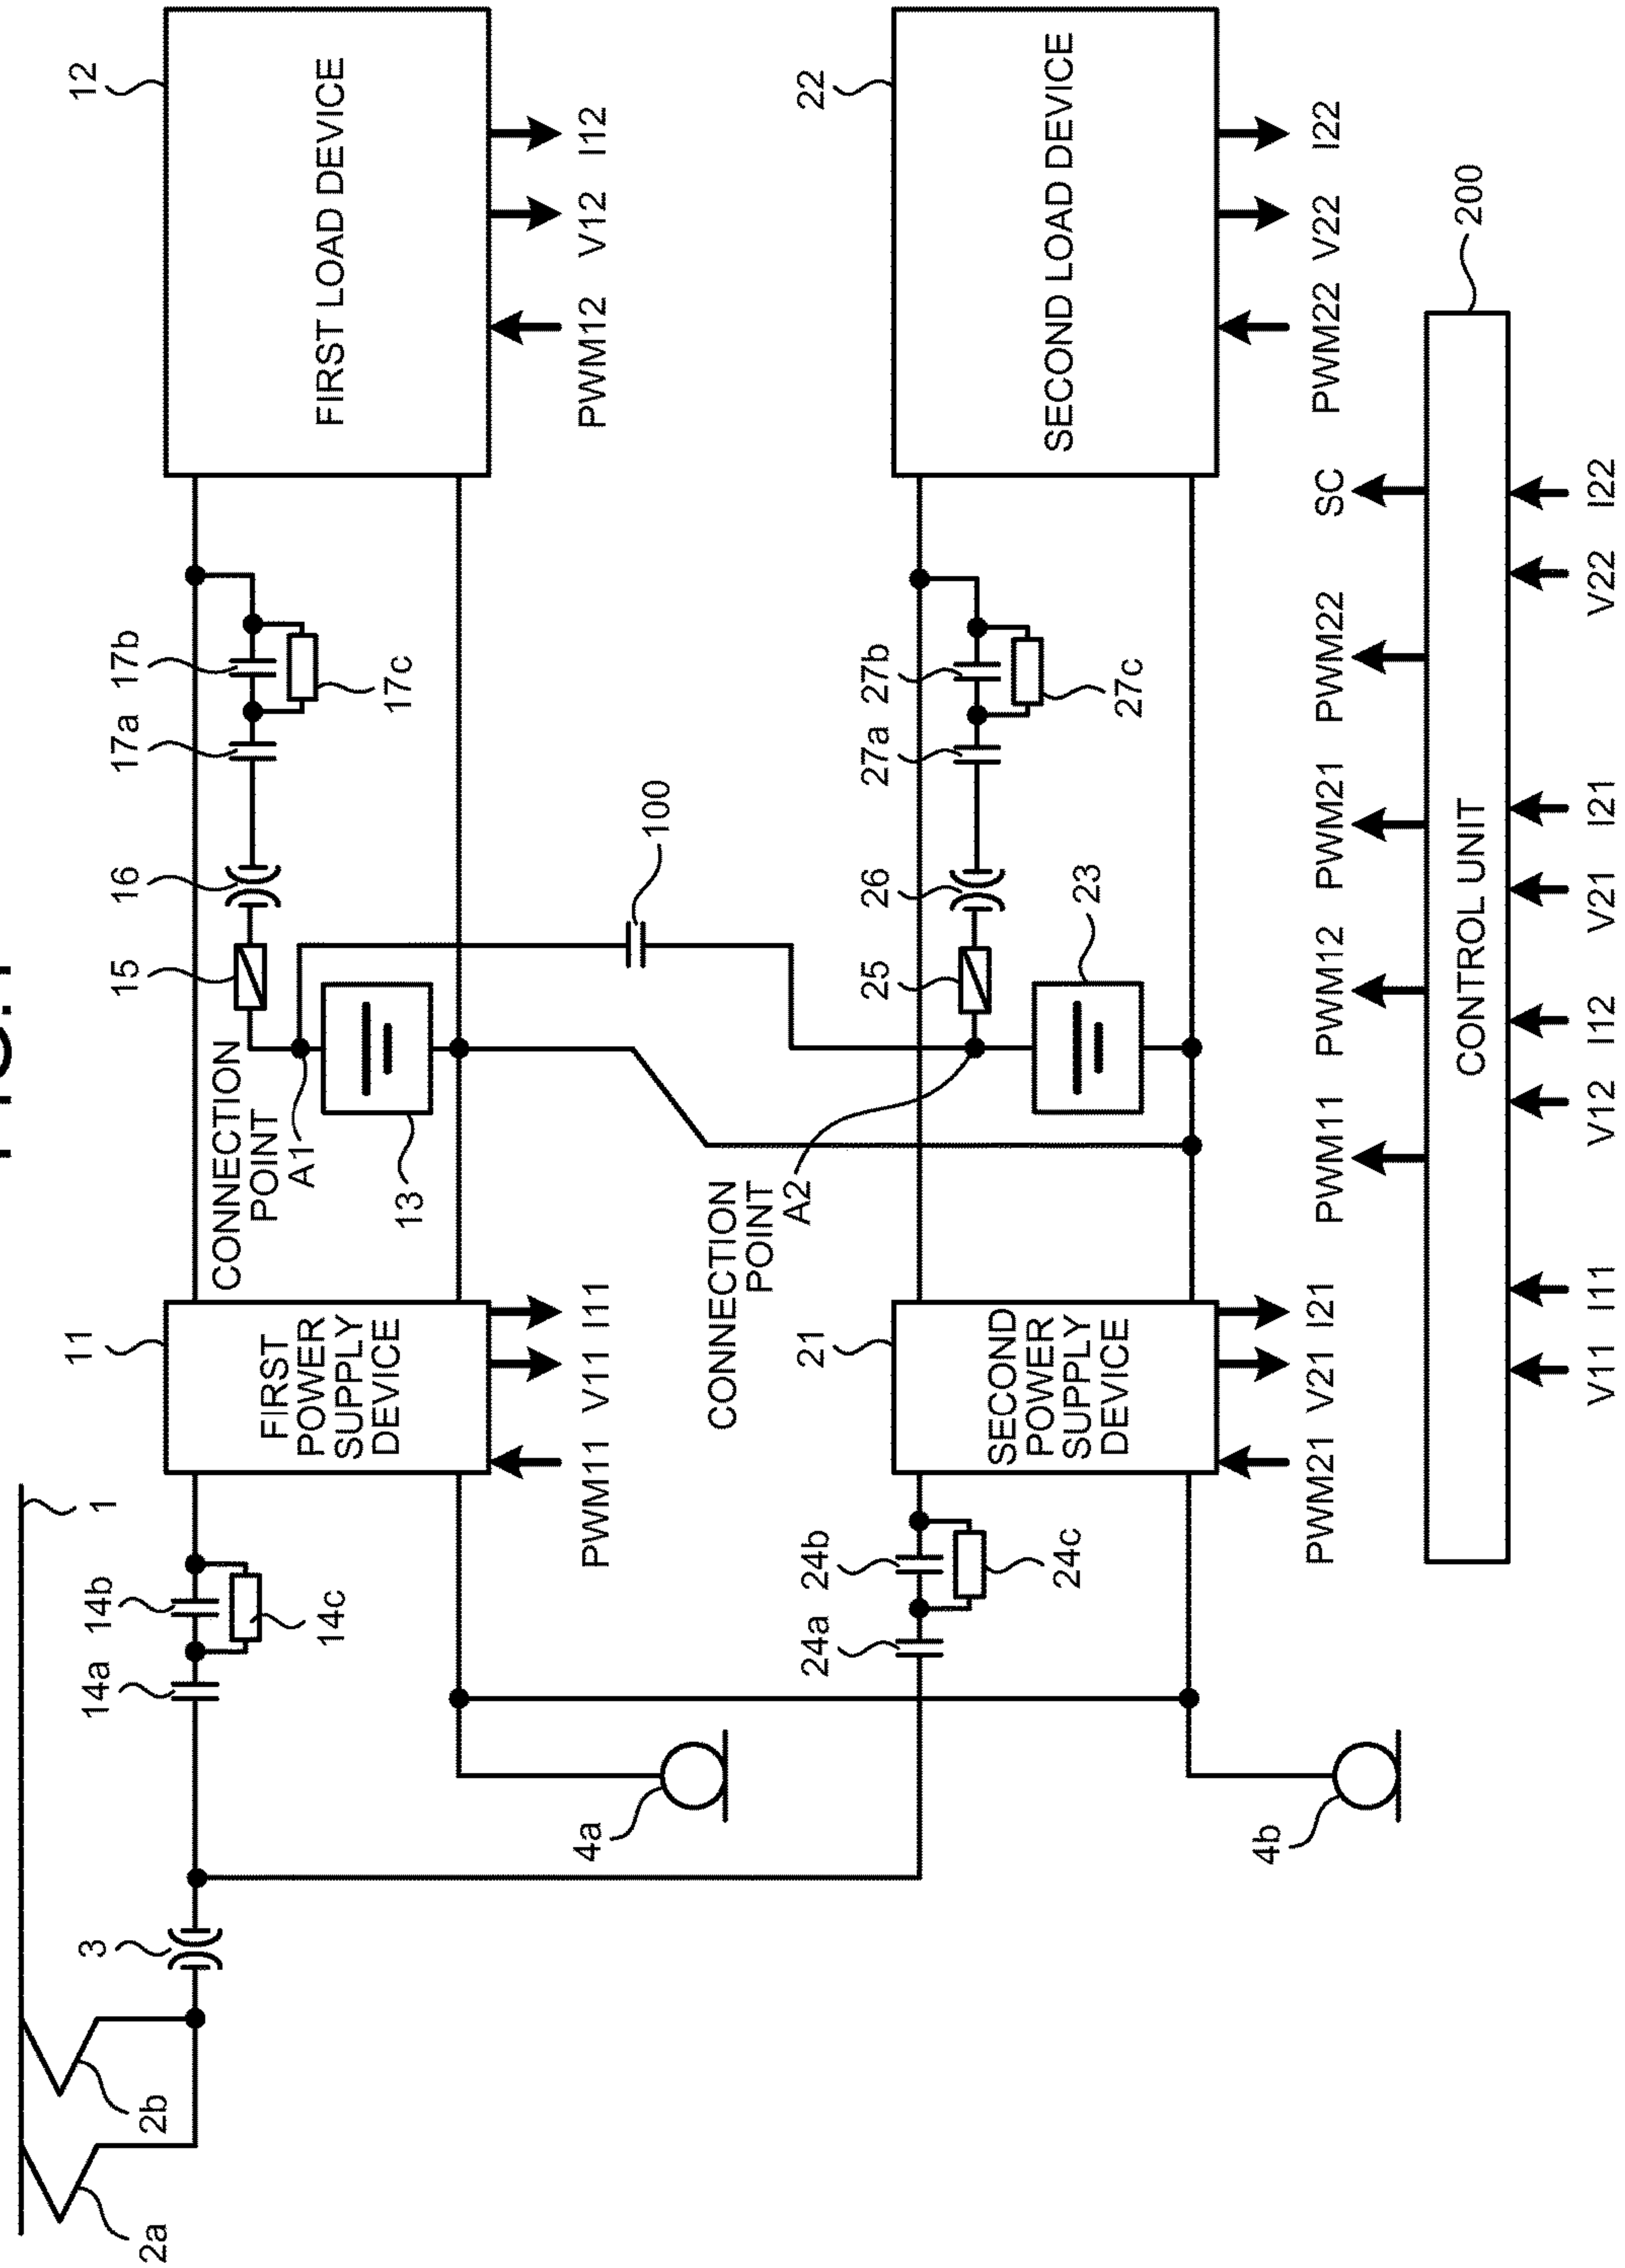 1
2a
2b
3
14a
14b
14c
11
FIRST
POWER
SUPPLY
DEVICE
PWM11
V11
I11
CONNECTION
POINT
A1
13
15
16
17a
17b
17c
12
FIRST LOAD DEVICE
PWM12
V12
I12
100
4a
4b
24a
24b
24c
21
SECOND
POWER
SUPPLY
DEVICE
PWM21
V21
I21
CONNECTION
POINT
A2
23
25
26
27a
27b
27c
22
SECOND LOAD DEVICE
PWM22
V22
I22
PWM11
PWM12
PWM21
PWM22
SC
200
CONTROL UNIT
V11
I11
V12
I12
V21
I21
V22
I22